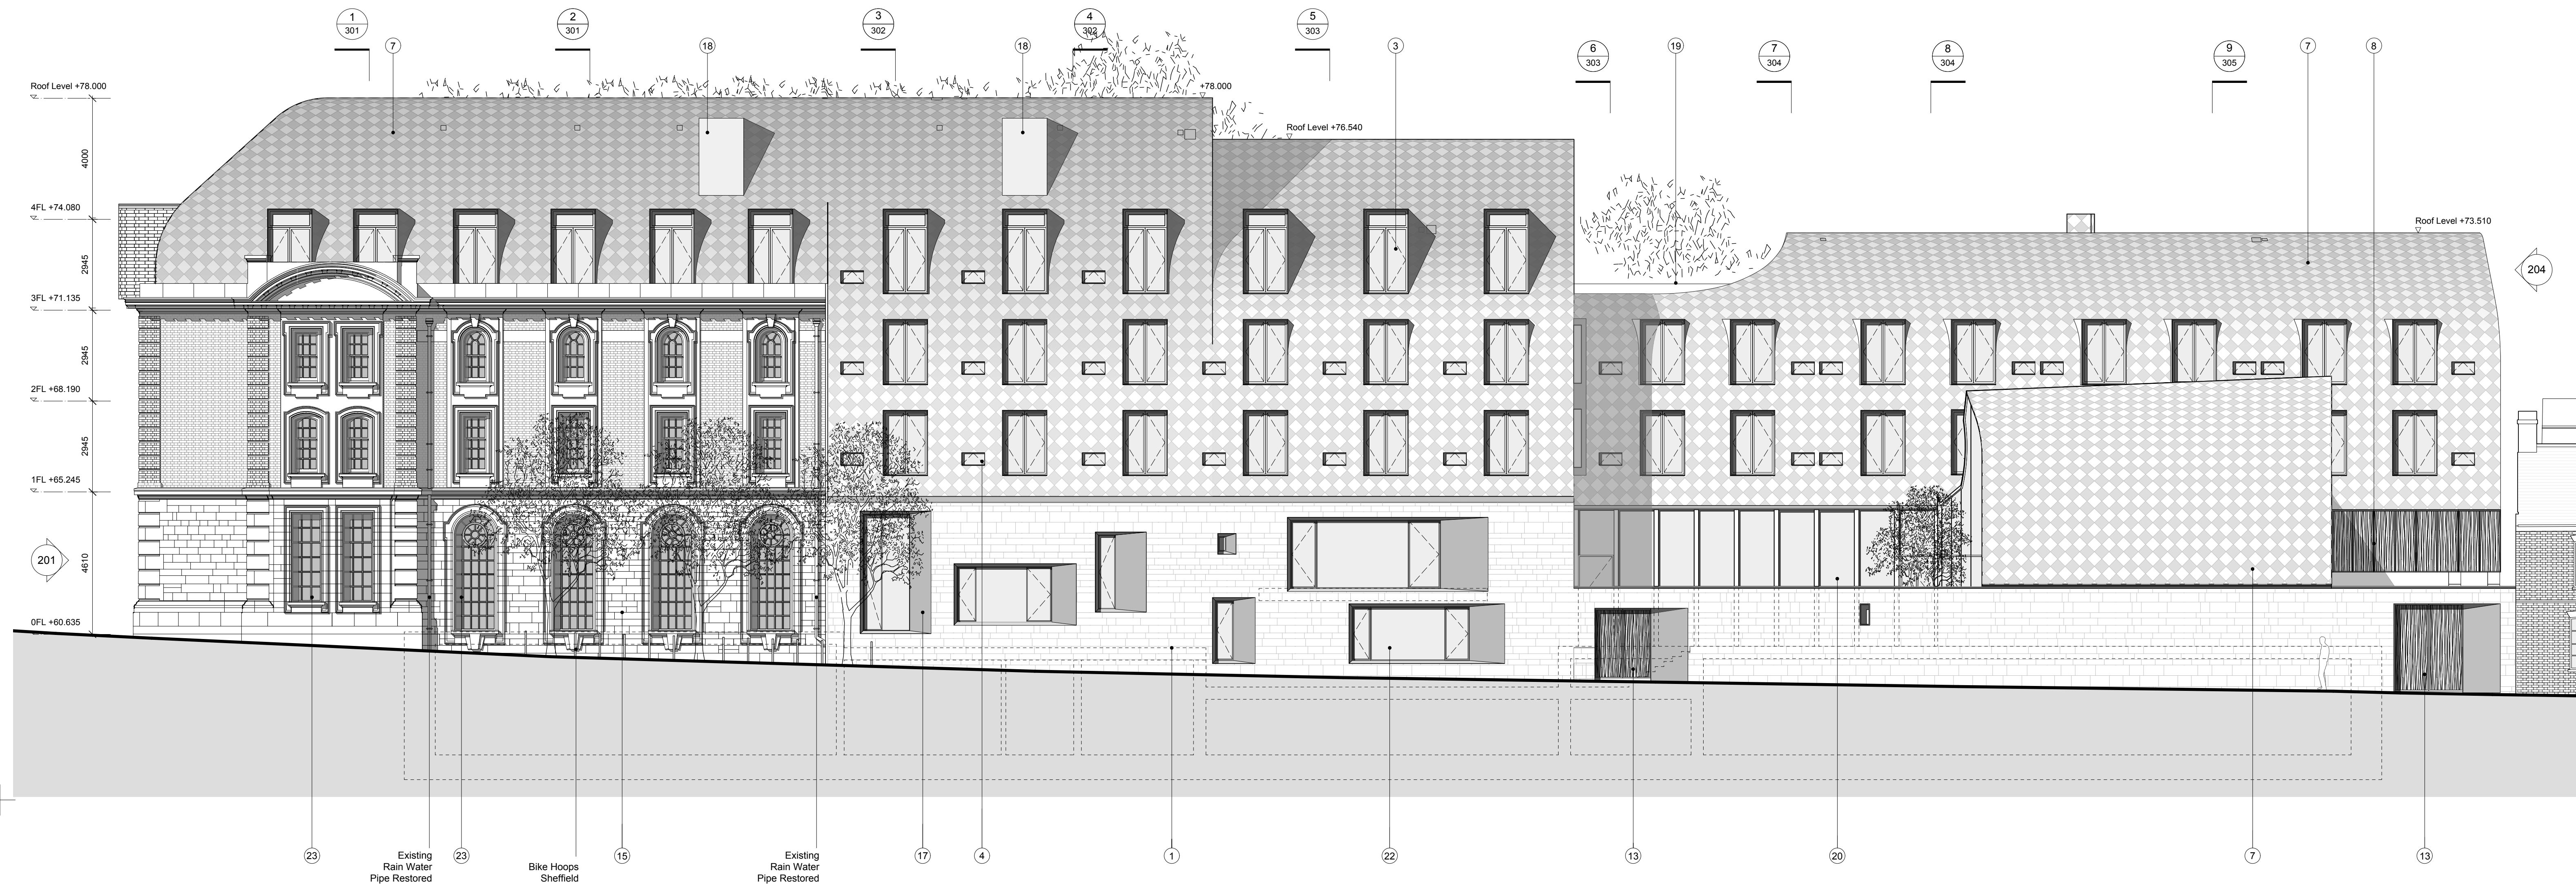 1
301
2
301
3
302
4
302
5
303
6
303
7
304
8
304
9
305
7
18
18
3
19
7
8
Roof Level +78.000
+78.000
Roof Level +76.540
Roof Level +73.510
4000
4FL +74.080
2945
3FL +71.135
2945
2FL +68.190
2945
1FL +65.245
4610
0FL +60.635
201
204
23
Existing
Rain Water
Pipe Restored
23
Bike Hoops
Sheffield
15
Existing
Rain Water
Pipe Restored
17
4
1
22
13
20
7
13